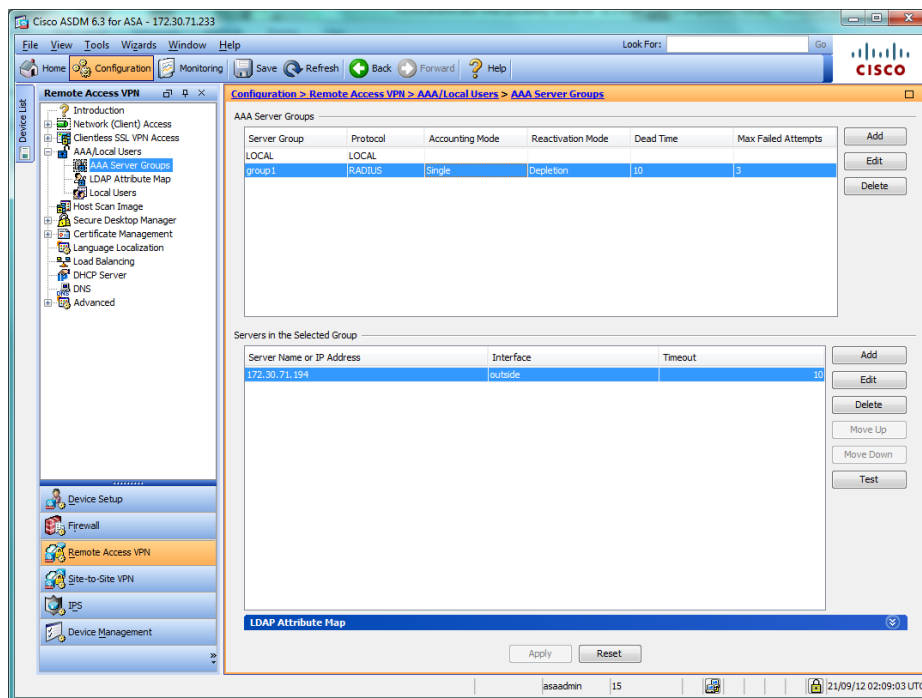 Cisco ASDM 6.3 for ASA - 172.30.71.233
File View Tools Wizards Window Help
Look For:
Go
Home Configuration Monitoring Save Refresh Back Forward Help
CISCO
Device List
Remote Access VPN
Introduction
Network (Client) Access
Clientless SSL VPN Access
AAA/Local Users
AAA Server Groups
LDAP Attribute Map
Local Users
Host Scan Image
Secure Desktop Manager
Certificate Management
Language Localization
Load Balancing
DHCP Server
DNS
Advanced
Device Setup
Firewall
Remote Access VPN
Site-to-Site VPN
IPS
Device Management
Configuration > Remote Access VPN > AAA/Local Users > AAA Server Groups
AAA Server Groups
Server Group Protocol Accounting Mode Reactivation Mode Dead Time Max Failed Attempts
LOCAL LOCAL
group1 RADIUS Single Depletion 10 3
Add
Edit
Delete
Servers in the Selected Group
Server Name or IP Address Interface Timeout
172.30.71.194 outside 10
Add
Edit
Delete
Move Up
Move Down
Test
LDAP Attribute Map
Apply Reset
asaadmin 15 21/09/12 02:09:03 UTC